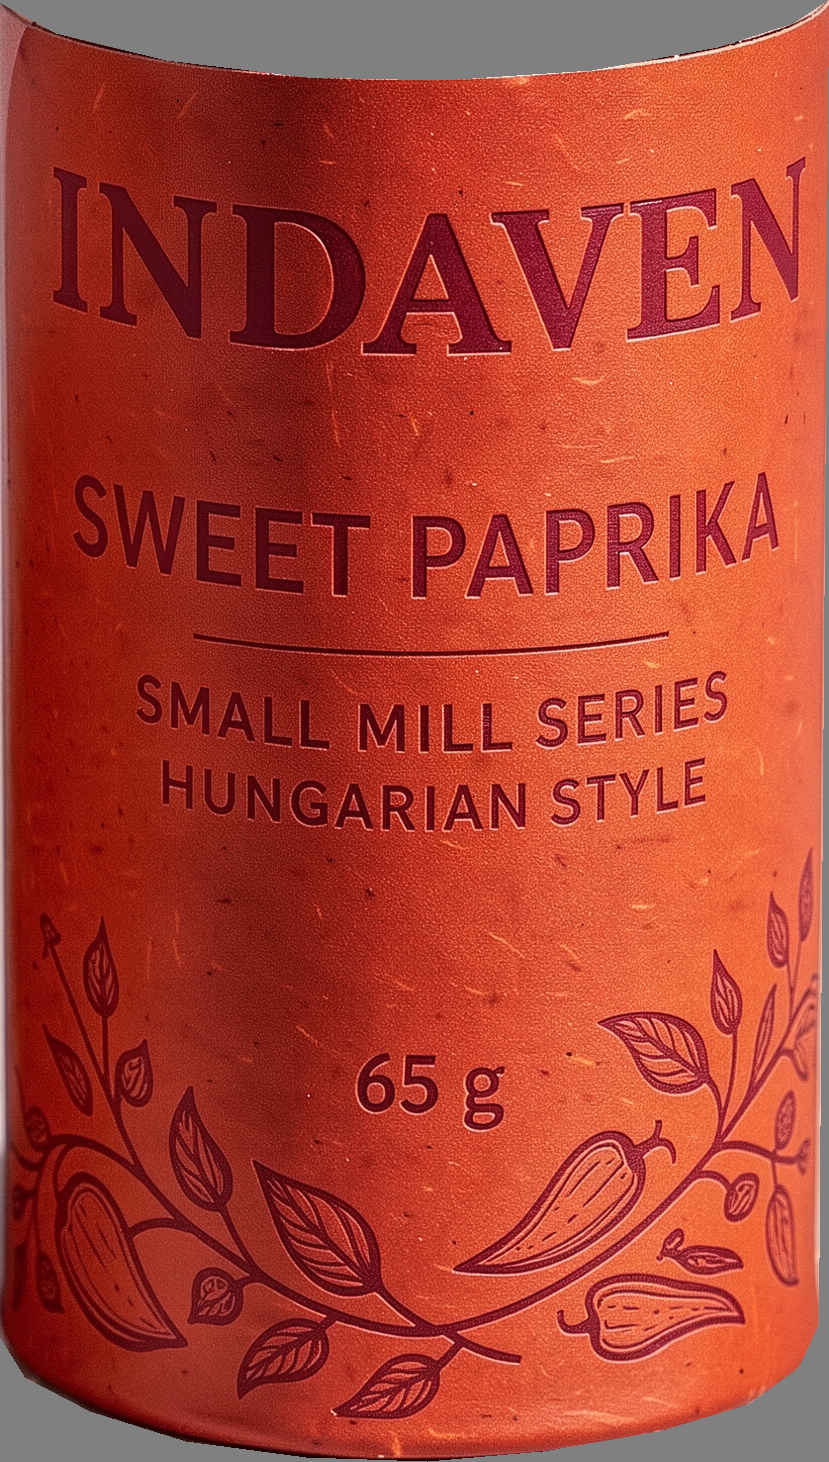 INDAVEN
SWEET PAPRIKA
SMALL MILL SERIES
HUNGARIAN STYLE
65 g